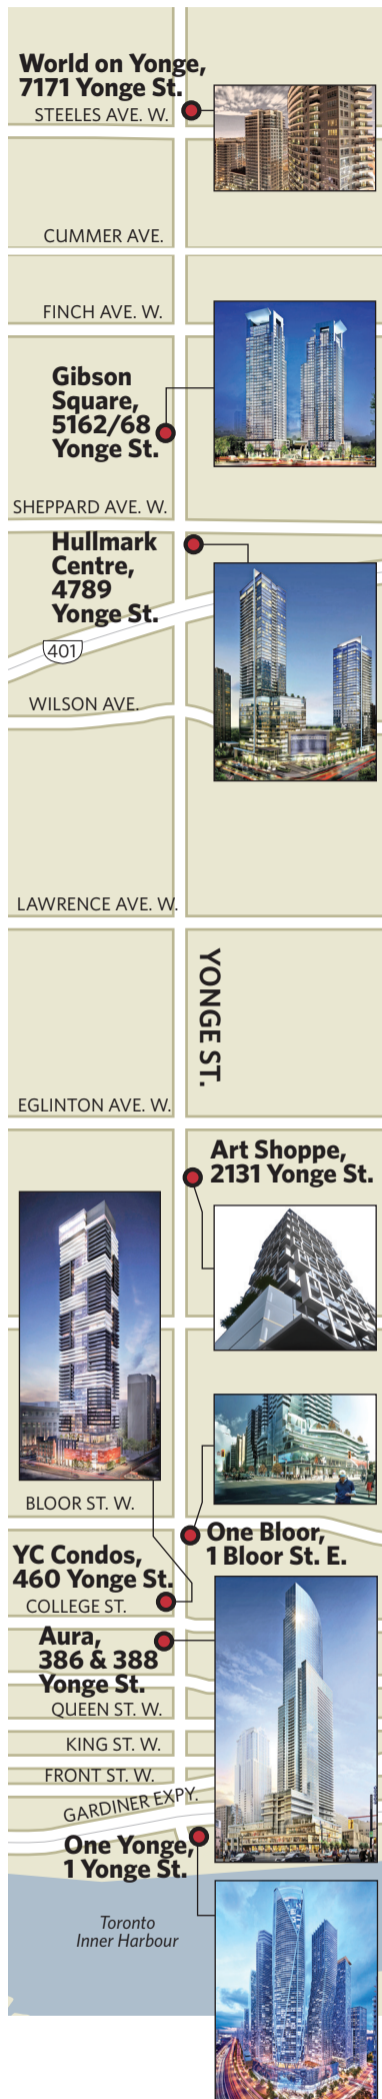 World on Yonge,
7171 Yonge St.
STEELES AVE. W.
CUMMER AVE.
FINCH AVE. W.
Gibson
Square,
5162/68
Yonge St.
SHEPPARD AVE. W.
Hullmark
Centre,
4789
Yonge St.
401
WILSON AVE.
LAWRENCE AVE. W.
YONGE ST.
EGLINTON AVE. W.
Art Shoppe,
2131 Yonge St.
BLOOR ST. W.
One Bloor,
1 Bloor St. E.
YC Condos,
460 Yonge St.
COLLEGE ST.
Aura,
386 & 388
Yonge St.
QUEEN ST. W.
KING ST. W.
FRONT ST. W.
GARDINER EXPY.
One Yonge,
1 Yonge St.
Toronto
Inner Harbour